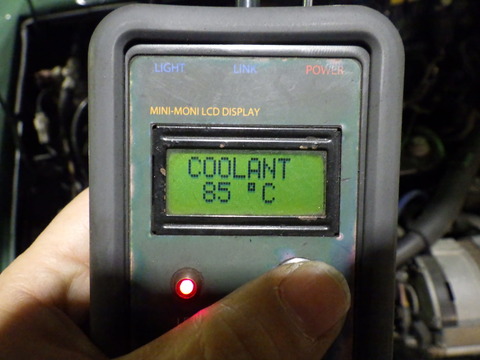 LIGHT LINK POWER
MINI-MONI LCD DISPLAY
COOLANT
85 °C